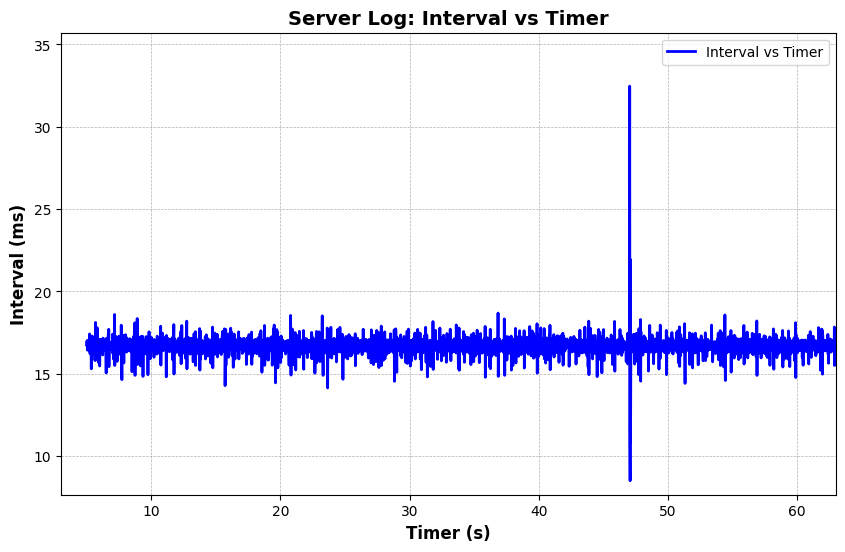 Server Log: Interval vs Timer
Interval vs Timer
35
30
25
20
15
10
Interval (ms)
10 20 30 40 50 60
Timer (s)